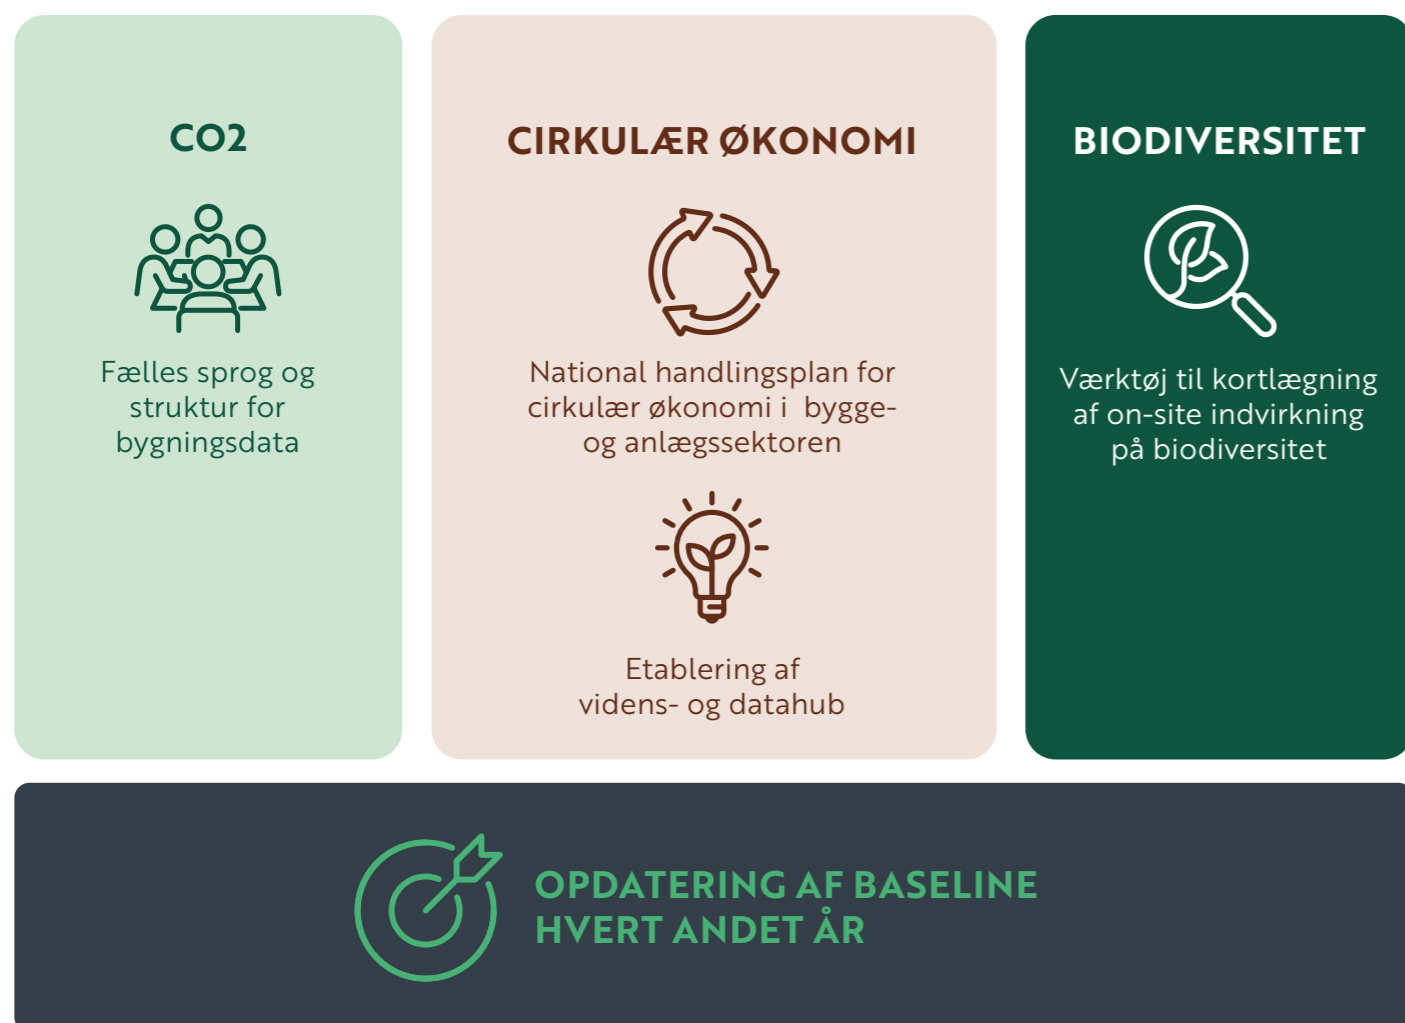 CO2
Fælles sprog og
struktur for
bygningsdata
CIRKULÆR ØKONOMI
National handlingsplan for
cirkulær økonomi i  bygge-
og anlægssektoren
Etablering af
videns- og datahub
BIODIVERSITET
Værktøj til kortlægning
af on-site indvirkning
på biodiversitet
OPDATERING AF BASELINE
HVERT ANDET ÅR